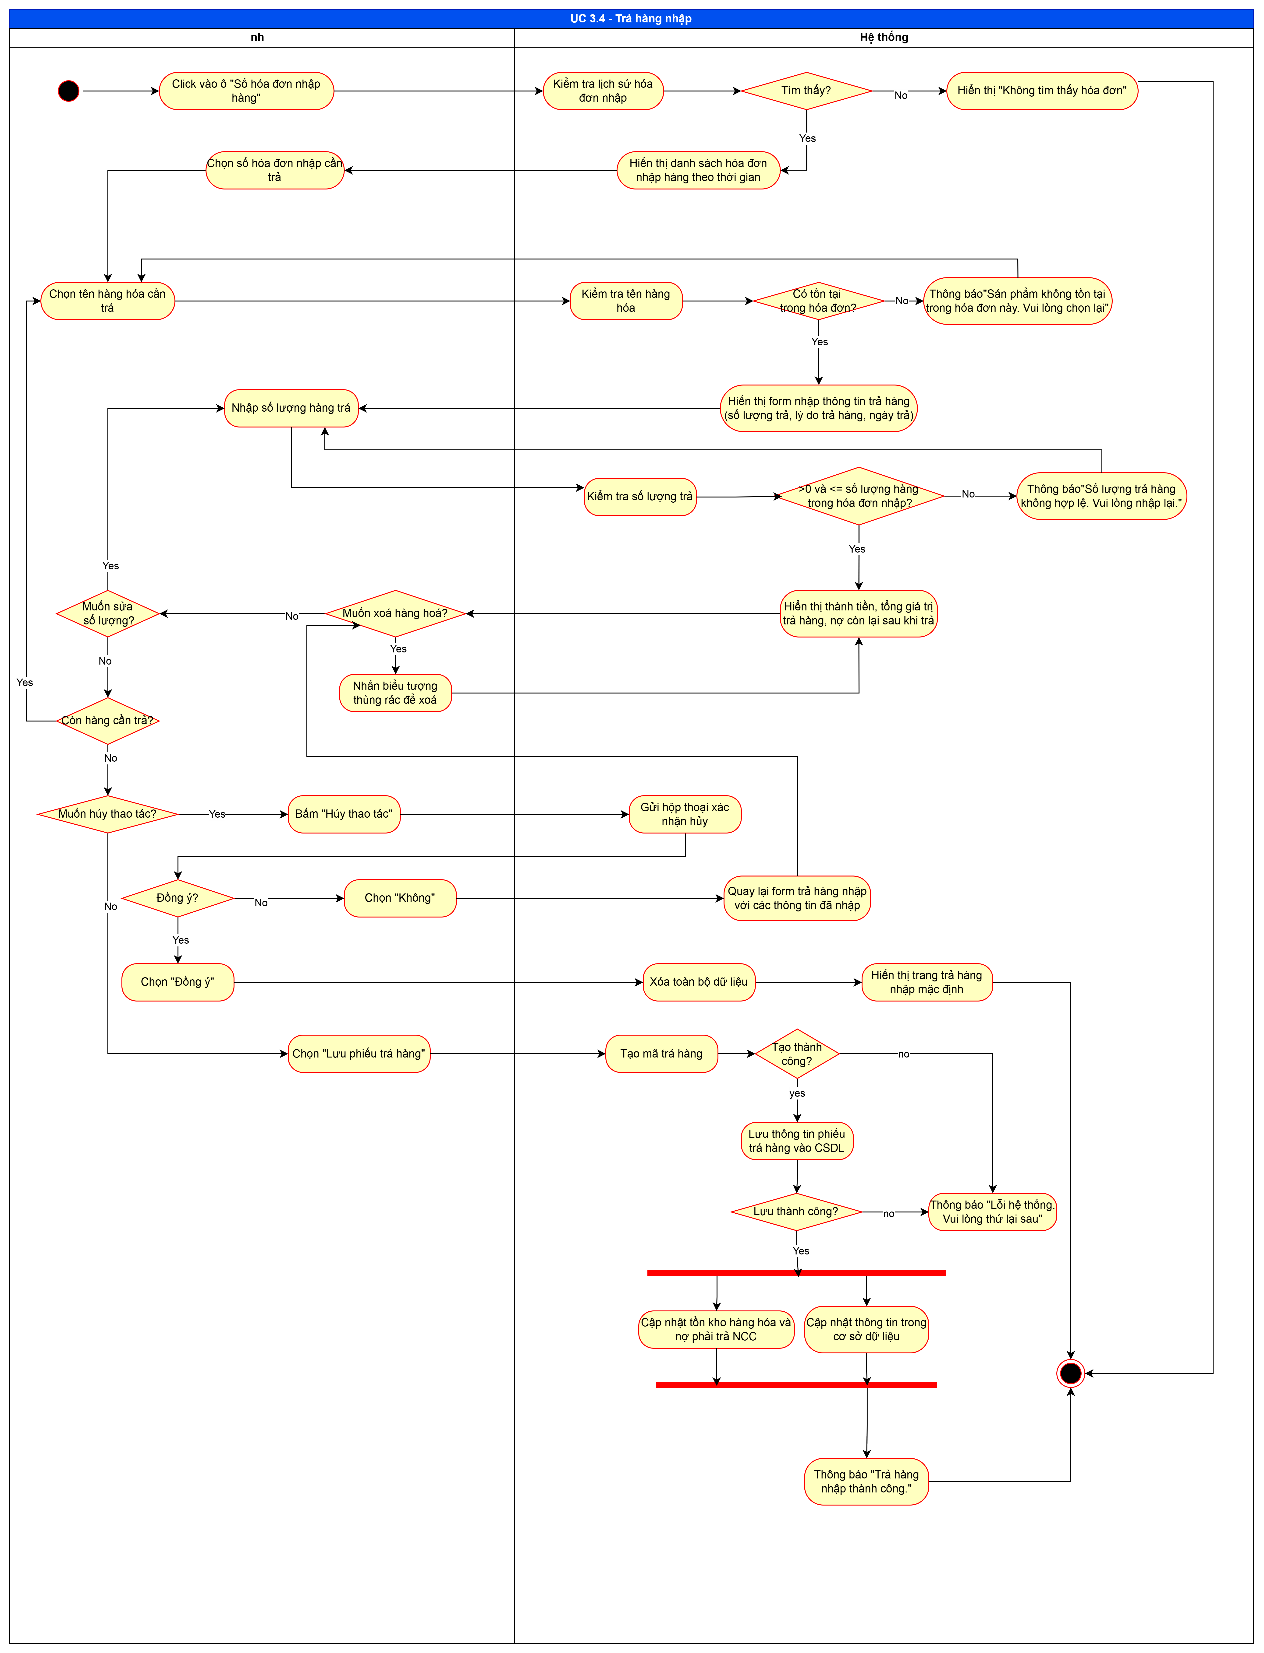 UC 3.4 - Trả hàng nhập
nh
Hệ thống
Click vào ô "Số hóa đơn nhập
hàng"
Kiểm tra lịch sử hóa
đơn nhập
Tìm thấy?
No
Hiển thị "Không tìm thấy hóa đơn"
Yes
Chọn số hóa đơn nhập cần
trả
Hiển thị danh sách hóa đơn
nhập hàng theo thời gian
Chọn tên hàng hóa cần
trả
Kiểm tra tên hàng
hóa
Có tồn tại
trong hóa đơn?
No
Thông báo"Sản phẩm không tồn tại
trong hóa đơn này. Vui lòng chọn lại"
Yes
Nhập số lượng hàng trả
Hiển thị form nhập thông tin trả hàng
(số lượng trả, lý do trả hàng, ngày trả)
Kiểm tra số lượng trả
>0 và <= số lượng hàng
trong hóa đơn nhập?
No
Thông báo"Số lượng trả hàng
không hợp lệ. Vui lòng nhập lại."
Yes
Yes
Muốn sửa
số lượng?
No
Muốn xoá hàng hoá?
Hiển thị thành tiền, tổng giá trị
trả hàng, nợ còn lại sau khi trả
Yes
No
Nhấn biểu tượng
thùng rác để xoá
Yes
Còn hàng cần trả?
No
Muốn hủy thao tác?
Yes
Bấm "Hủy thao tác"
Gửi hộp thoại xác
nhận hủy
Đồng ý?
No
Chọn "Không"
Quay lại form trả hàng nhập
với các thông tin đã nhập
No
Yes
Chọn "Đồng ý"
Xóa toàn bộ dữ liệu
Hiển thị trang trả hàng
nhập mặc định
Chọn "Lưu phiếu trả hàng"
Tạo mã trả hàng
Tạo thành
công?
no
yes
Lưu thông tin phiếu
trả hàng vào CSDL
Lưu thành công?
no
Thông báo "Lỗi hệ thống.
Vui lòng thử lại sau"
Yes
Cập nhật tồn kho hàng hóa và
nợ phải trả NCC
Cập nhật thông tin trong
cơ sở dữ liệu
Thông báo "Trả hàng
nhập thành công."